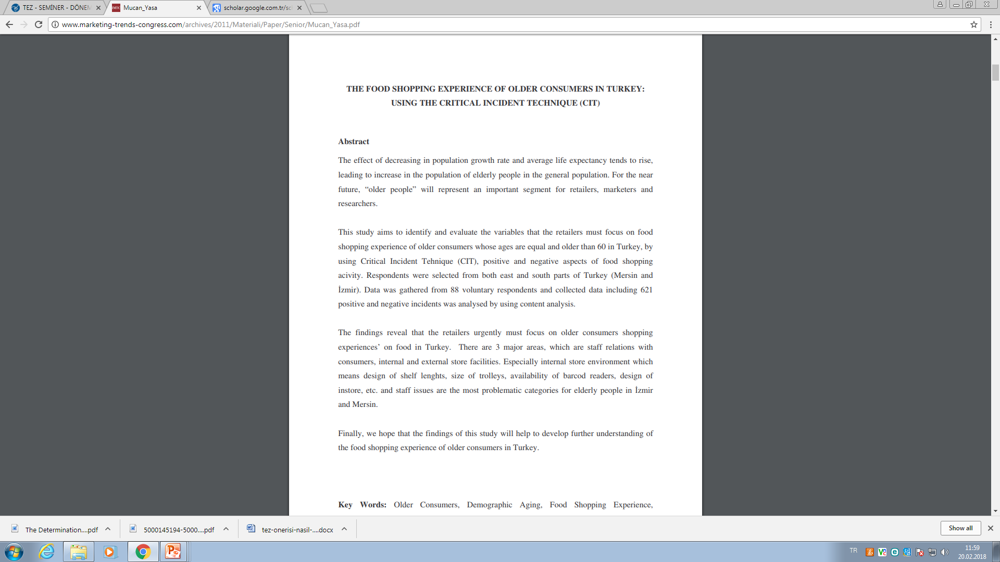 TEZ - SEMİNER - DÖNEM
Mucan_Yasa
scholar.google.com.tr/sc
www.marketing-trends-congress.com/archives/2011/Materiali/Paper/Senior/Mucan_Yasa.pdf
THE FOOD SHOPPING EXPERIENCE OF OLDER CONSUMERS IN TURKEY:
USING THE CRITICAL INCIDENT TECHNIQUE (CIT)
Abstract
The effect of decreasing in population growth rate and average life expectancy tends to rise,
leading to increase in the population of elderly people in the general population. For the near
future, “older people” will represent an important segment for retailers, marketers and
researchers.
This study aims to identify and evaluate the variables that the retailers must focus on food
shopping experience of older consumers whose ages are equal and older than 60 in Turkey, by
using Critical Incident Tehnique (CIT), positive and negative aspects of food shopping
acivity. Respondents were selected from both east and south parts of Turkey (Mersin and
İzmir). Data was gathered from 88 voluntary respondents and collected data including 621
positive and negative incidents was analysed by using content analysis.
The findings reveal that the retailers urgently must focus on older consumers shopping
experiences’ on food in Turkey. There are 3 major areas, which are staff relations with
consumers, internal and external store facilities. Especially internal store environment which
means design of shelf lenghts, size of trolleys, availability of barcod readers, design of
instore, etc. and staff issues are the most problematic categories for elderly people in İzmir
and Mersin.
Finally, we hope that the findings of this study will help to develop further understanding of
the food shopping experience of older consumers in Turkey.
Key Words: Older Consumers, Demographic Aging, Food Shopping Experience,
The Determination....pdf
5000145194-5000....pdf
tez-onerisi-nasil-....docx
Show all
TR
11:59
20.02.2018